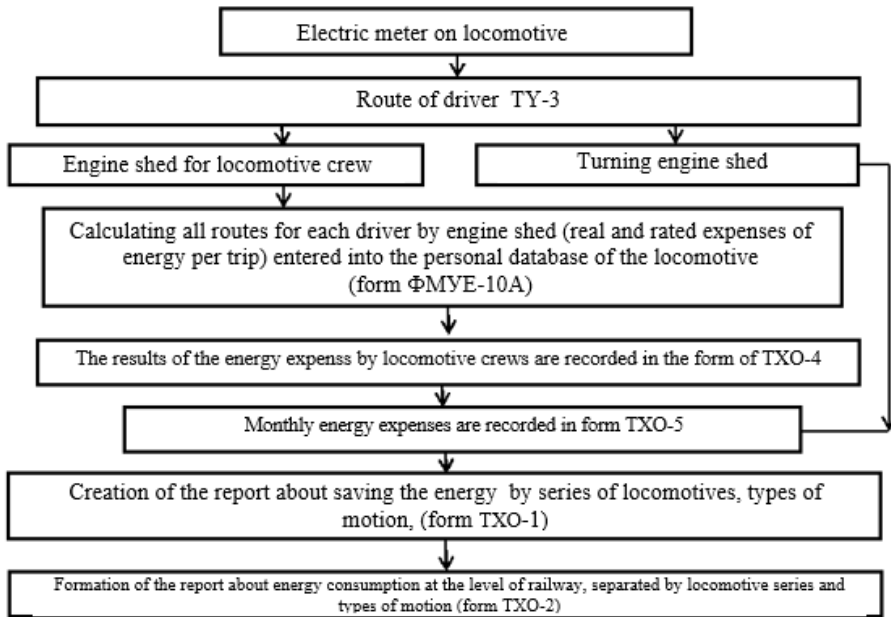 Electric meter on locomotive
Route of driver TY-3
Engine shed for locomotive crew
Turning engine shed
Calculating all routes for each driver by engine shed (real and rated expenses of
energy per trip) entered into the personal database of the locomotive
(form ФМУЕ-10А)
The results of the energy expenss by locomotive crews are recorded in the form of TXO-4
Monthly energy expenses are recorded in form TXO-5
Creation of the report about saving the energy by series of locomotives, types of
motion, (form TXO-1)
Formation of the report about energy consumption at the level of railway, separated by locomotive series and
types of motion (form TXO-2)